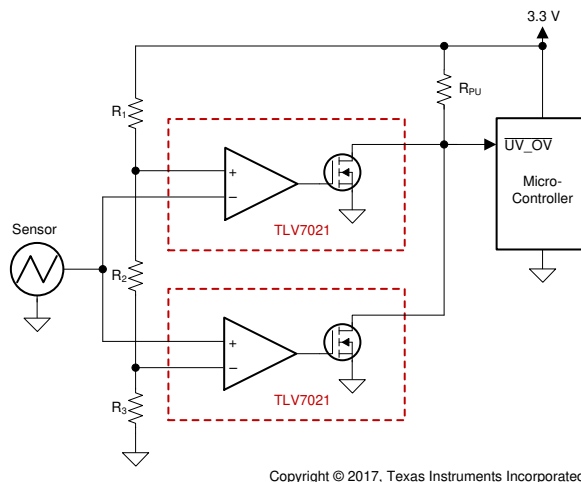 3.3 V
R1
RPU
UV_OV
Micro-
Controller
+
−
TLV7021
Sensor
R2
+
−
TLV7021
R3
Copyright © 2017, Texas Instruments Incorporated